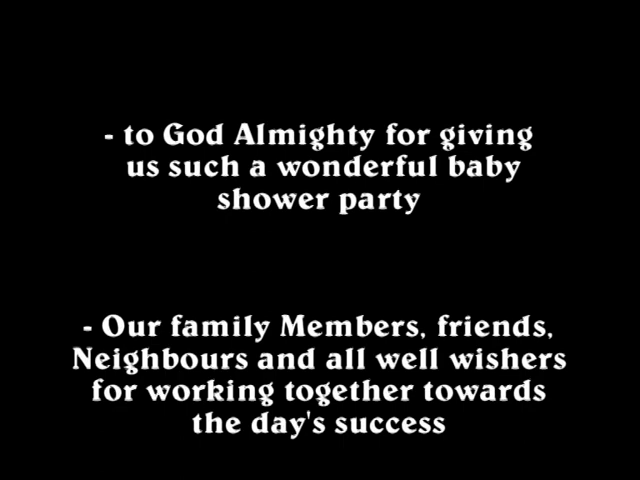 - to God Almighty for giving
us such a wonderful baby
shower party
- Our family Members, friends,
Neighbours and all well wishers
for working together towards
the day's success